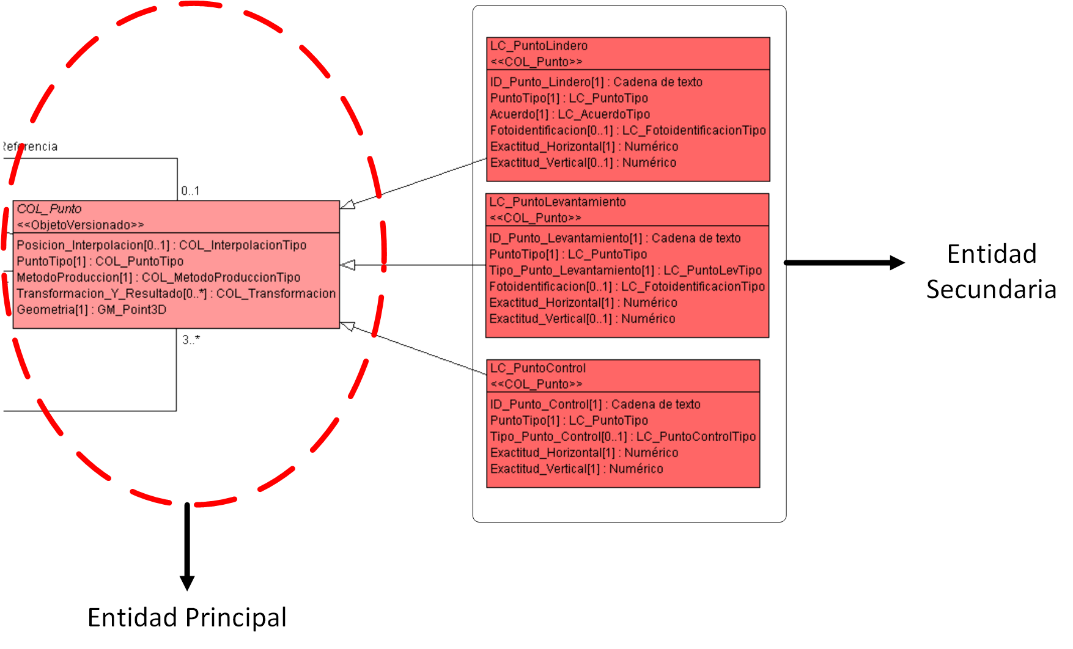 Referencia
0..1
COL_Punto
<<ObjetoVersionado>>
Posicion_Interpolacion[0..1] : COL_InterpolacionTipo
PuntoTipo[1] : COL_PuntoTipo
MetodoProduccion[1] : COL_MetodoProduccionTipo
Transformacion_Y_Resultado[0..*] : COL_Transformacion
Geometria[1] : GM_Point3D
3..*
Entidad Principal
LC_PuntoLindero
<<COL_Punto>>
ID_Punto_Lindero[1] : Cadena de texto
PuntoTipo[1] : LC_PuntoTipo
Acuerdo[1] : LC_AcuerdoTipo
Fotoidentificacion[0..1] : LC_FotoidentificacionTipo
Exactitud_Horizontal[1] : Numérico
Exactitud_Vertical[0..1] : Numérico
LC_PuntoLevantamiento
<<COL_Punto>>
ID_Punto_Levantamiento[1] : Cadena de texto
PuntoTipo[1] : LC_PuntoTipo
Tipo_Punto_Levantamiento[1] : LC_PuntoLevTipo
Fotoidentificacion[0..1] : LC_FotoidentificacionTipo
Exactitud_Horizontal[1] : Numérico
Exactitud_Vertical[0..1] : Numérico
LC_PuntoControl
<<COL_Punto>>
ID_Punto_Control[1] : Cadena de texto
PuntoTipo[1] : LC_PuntoTipo
Tipo_Punto_Control[0..1] : LC_PuntoControlTipo
Exactitud_Horizontal[1] : Numérico
Exactitud_Vertical[1] : Numérico
Entidad
Secundaria